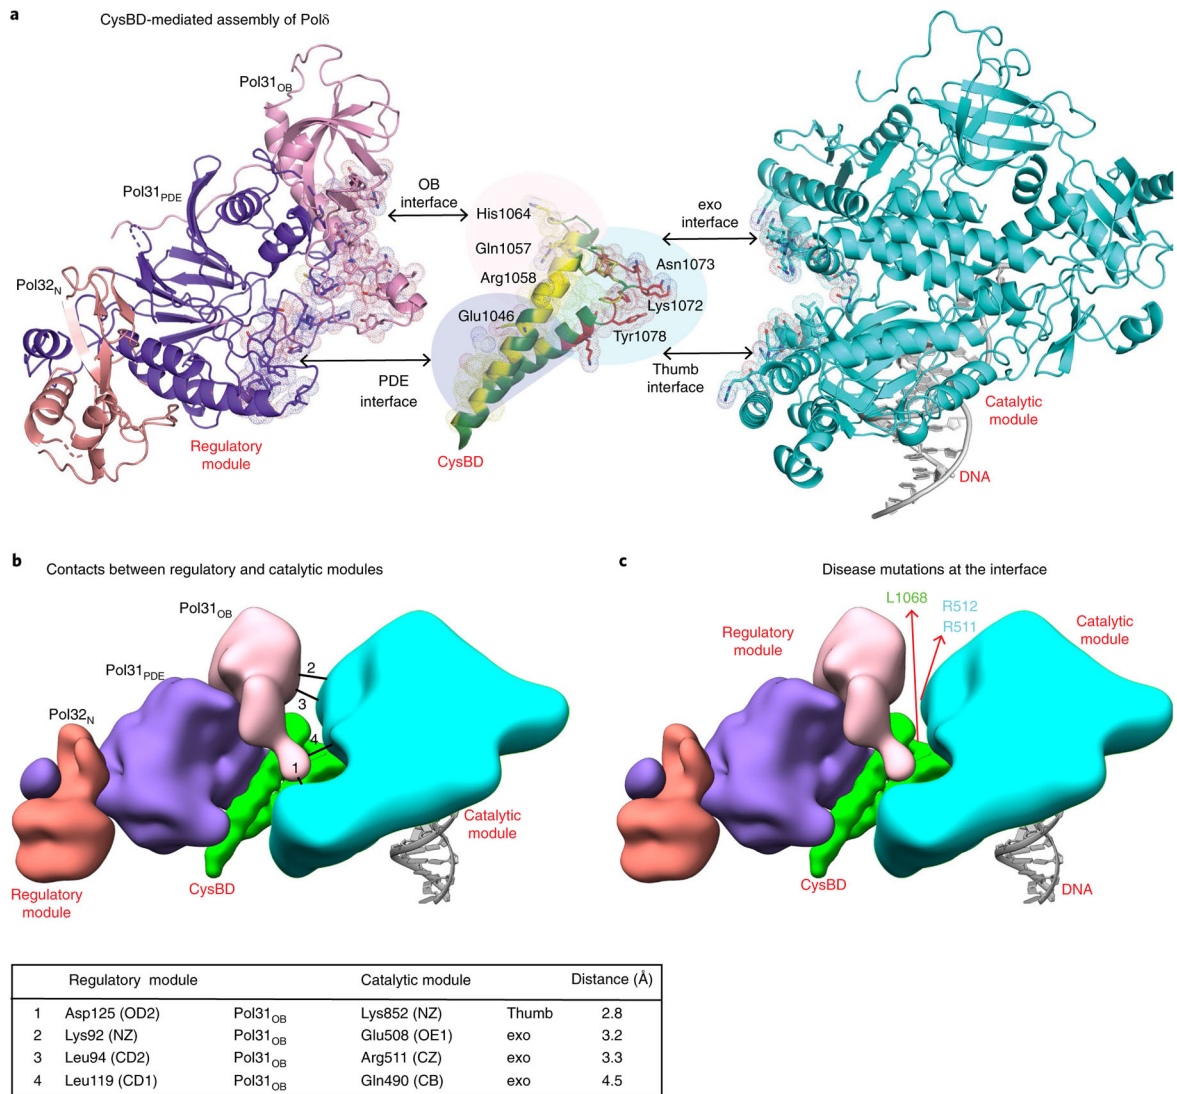 a
CysBD-mediated assembly of Polδ
Pol31OB
Pol31PDE
Pol32N
OB
interface
His1064
Gln1057
Arg1058
Glu1046
PDE
interface
exo
interface
Asn1073
Lys1072
Tyr1078
Thumb
interface
Regulatory
module
CysBD
Catalytic
module
DNA
b
Contacts between regulatory and catalytic modules
Pol31OB
Pol31PDE
Pol32N
2
3
4
1
Catalytic
module
CysBD
Regulatory
module
c
Disease mutations at the interface
L1068
R512
R511
Regulatory
module
Catalytic
module
CysBD
DNA
Regulatory module Catalytic module Distance (Å)
1 Asp125 (OD2) Pol31OB Lys852 (NZ) Thumb 2.8
2 Lys92 (NZ) Pol31OB Glu508 (OE1) exo 3.2
3 Leu94 (CD2) Pol31OB Arg511 (CZ) exo 3.3
4 Leu119 (CD1) Pol31OB Gln490 (CB) exo 4.5